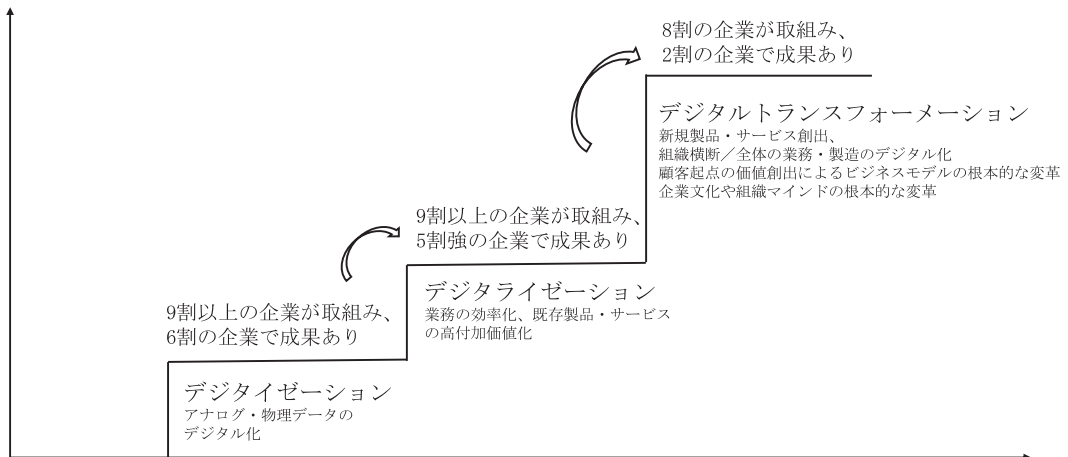 8割の企業が取組み、
2割の企業で成果あり
デジタルトランスフォーメーション
新規製品・サービス創出、
組織横断／全体の業務・製造のデジタル化
顧客起点の価値創出によるビジネスモデルの根本的な変革
企業文化や組織マインドの根本的な変革
9割以上の企業が取組み、
5割強の企業で成果あり
デジタライゼーション
業務の効率化、既存製品・サービス
の高付加価値化
9割以上の企業が取組み、
6割の企業で成果あり
デジタイゼーション
アナログ・物理データの
デジタル化